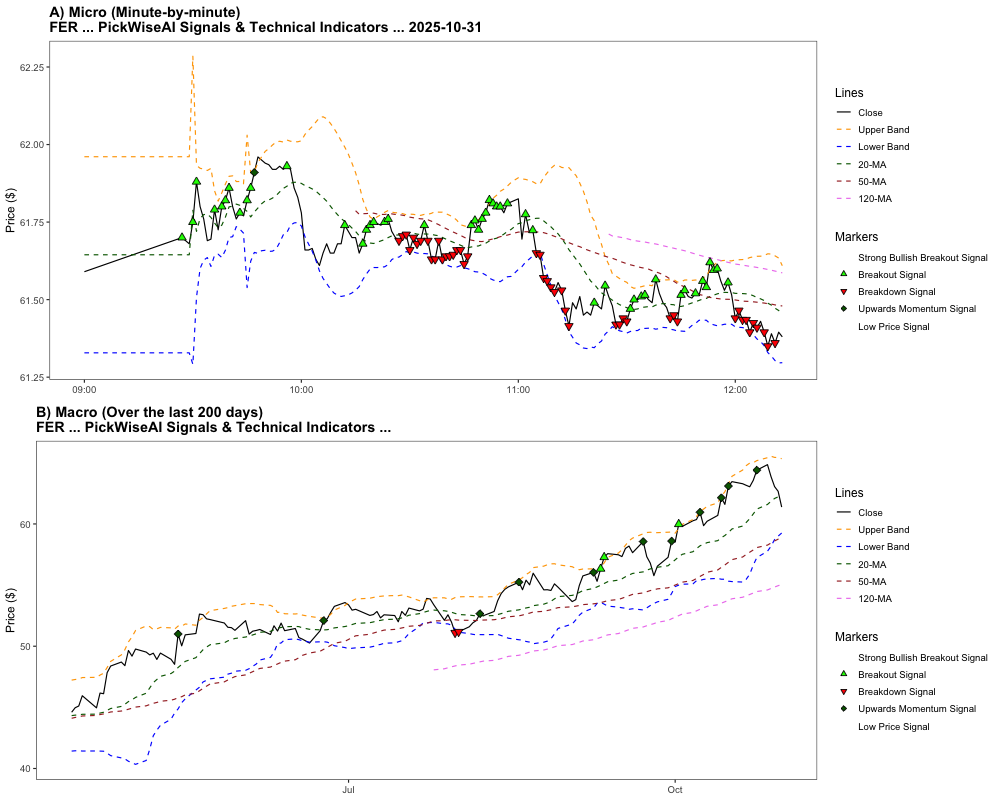 A) Micro (Minute-by-minute)
FER ... PickWiseAI Signals & Technical Indicators ... 2025-10-31
62.25
62.00
61.75
61.50
61.25
Price ($)
09:00
10:00
11:00
12:00
Lines
Close
Upper Band
Lower Band
20-MA
50-MA
120-MA
Markers
Strong Bullish Breakout Signal
Breakout Signal
Breakdown Signal
Upwards Momentum Signal
Low Price Signal
B) Macro (Over the last 200 days)
FER ... PickWiseAI Signals & Technical Indicators ...
60
50
40
Price ($)
Jul
Oct
Lines
Close
Upper Band
Lower Band
20-MA
50-MA
120-MA
Markers
Strong Bullish Breakout Signal
Breakout Signal
Breakdown Signal
Upwards Momentum Signal
Low Price Signal